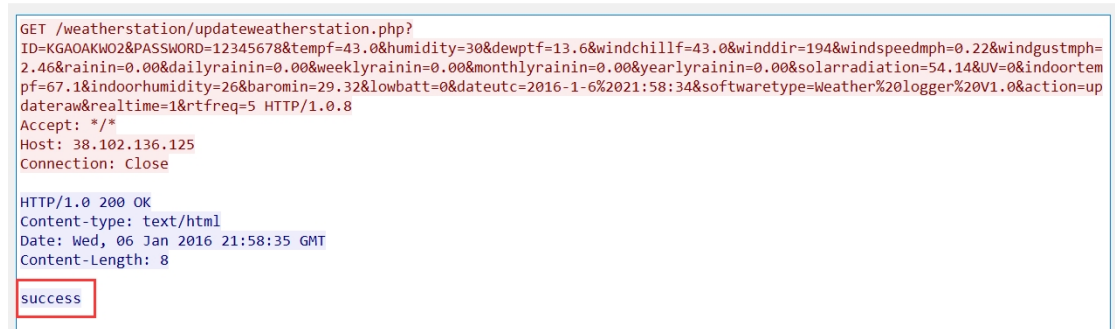 GET /weatherstation/updateweatherstation.php?
ID=KGAOAKWO2&PASSWORD=12345678&tempf=43.0&humidity=30&dewptf=13.6&windchillf=43.0&winddir=194&windspeedmph=0.22&windgustmph=
2.46&rainin=0.00&dailyrainin=0.00&weeklyrainin=0.00&monthlyrainin=0.00&yearlyrainin=0.00&solarradiation=54.14&UV=0&indoortem
pf=67.1&indoorhumidity=26&baromin=29.32&lowbatt=0&dateutc=2016-1-6%2021:58:34&softwaretype=Weather%20logger%20V1.0&action=up
dateraw&realtime=1&rtfreq=5 HTTP/1.0.8
Accept: */*
Host: 38.102.136.125
Connection: Close
HTTP/1.0 200 OK
Content-type: text/html
Date: Wed, 06 Jan 2016 21:58:35 GMT
Content-Length: 8
success